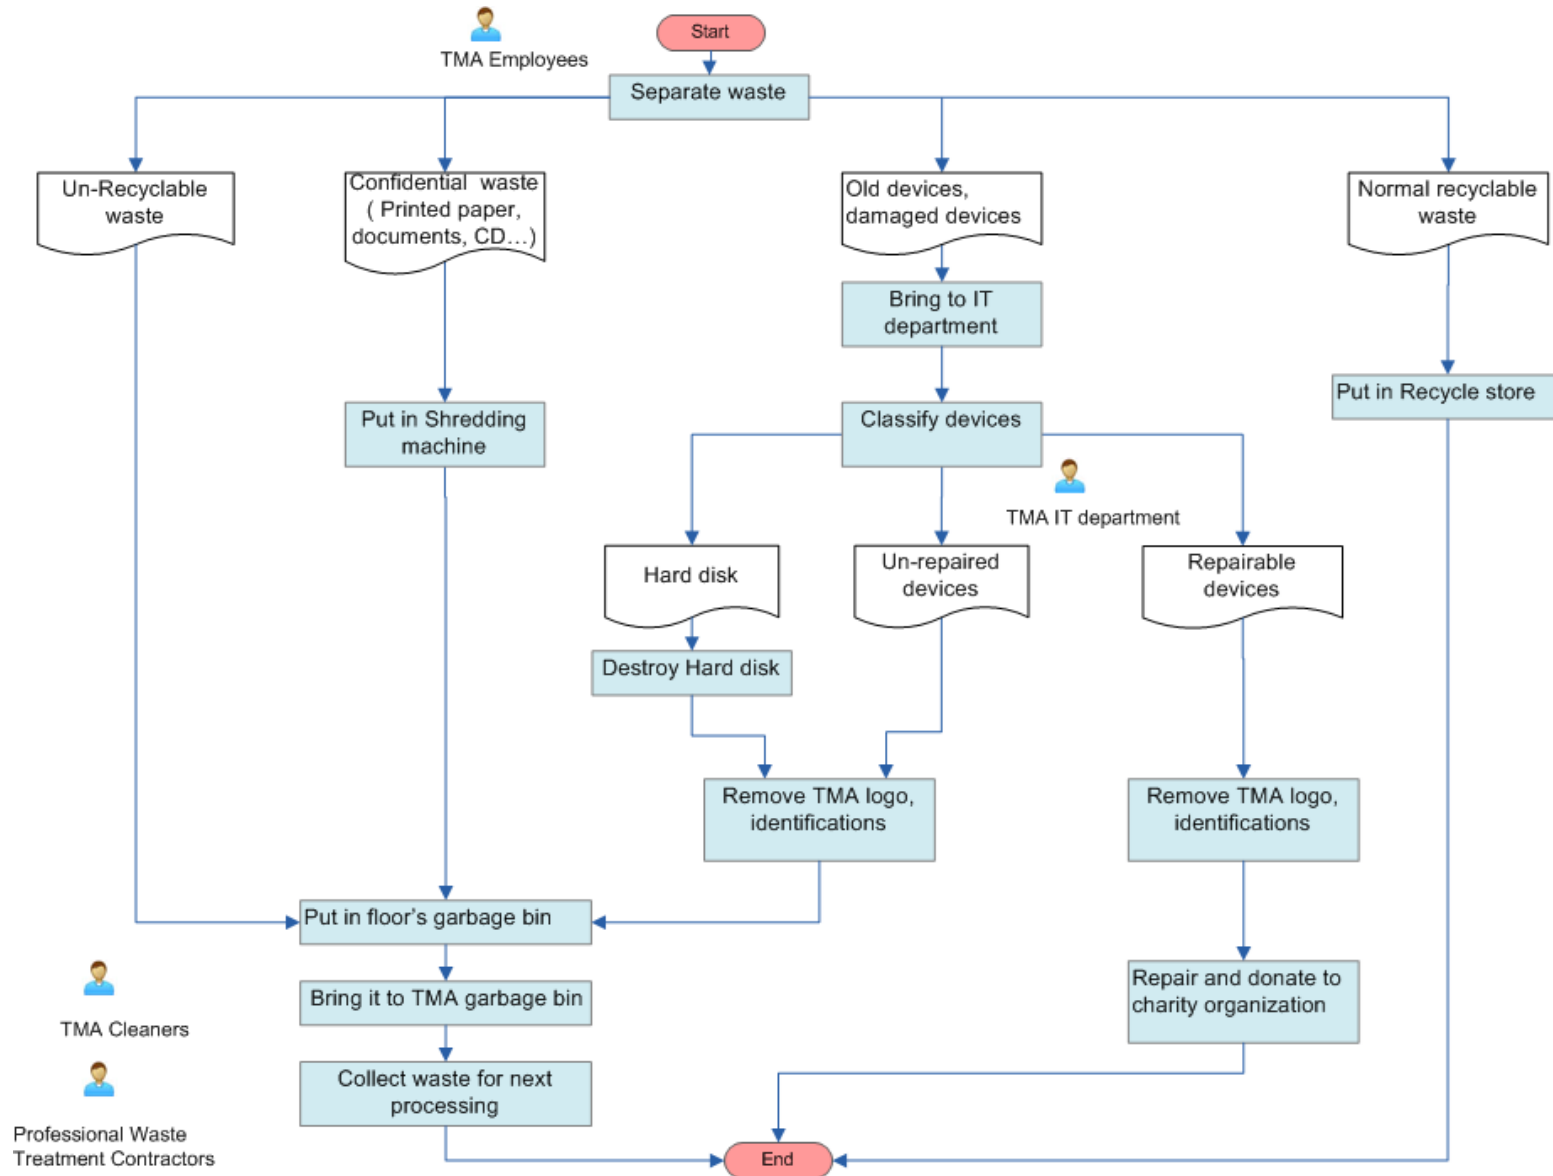 Start
TMA Employees
Separate waste
Un-Recyclable
waste
Confidential waste
( Printed paper,
documents, CD...)
Old devices,
damaged devices
Normal recyclable
waste
Bring to IT
department
Put in Recycle store
Put in Shredding
machine
Classify devices
TMA IT department
Hard disk
Un-repaired
devices
Repairable
devices
Destroy Hard disk
Remove TMA logo,
identifications
Remove TMA logo,
identifications
Put in floor's garbage bin
Bring it to TMA garbage bin
Repair and donate to
charity organization
TMA Cleaners
Collect waste for next
processing
Professional Waste
Treatment Contractors
End